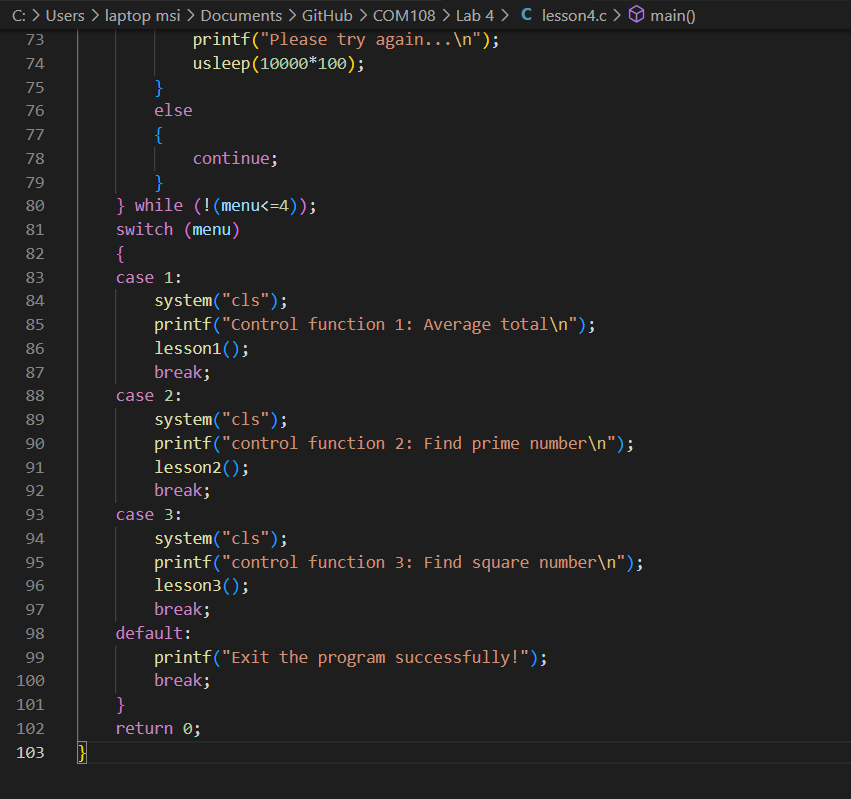 C: > Users > laptop msi > Documents > GitHub > COM108 > Lab 4 > C lesson4.c > main()
73 printf("Please try again...\n");
74 usleep(10000*100);
75 }
76 else
77 {
78 continue;
79 }
80 } while (!(menu<=4));
81 switch (menu)
82 {
83 case 1:
84 system("cls");
85 printf("Control function 1: Average total\n");
86 lesson1();
87 break;
88 case 2:
89 system("cls");
90 printf("control function 2: Find prime number\n");
91 lesson2();
92 break;
93 case 3:
94 system("cls");
95 printf("control function 3: Find square number\n");
96 lesson3();
97 break;
98 default:
99 printf("Exit the program successfully!");
100 break;
101 }
102 return 0;
103 }